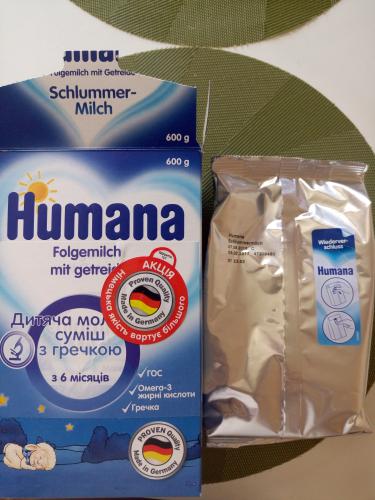 Humana
Folgemilch mit Getreide
Schlummer-
Milch
600 g
600 g
Humana
Folgemilch
mit getreide
АКЦІЯ
Німецька якість вартує більшого
Proven Quality
Made in Germany
Дитяча мол
суміш
з гречкою
з 6 місяців
✓ ГОС
✓ Омега-3
жирні кислоти
✓ Гречка
PROVEN Quality
Made in Germany
Humana
Schlummermilch
Wiederver-
schluss
Humana